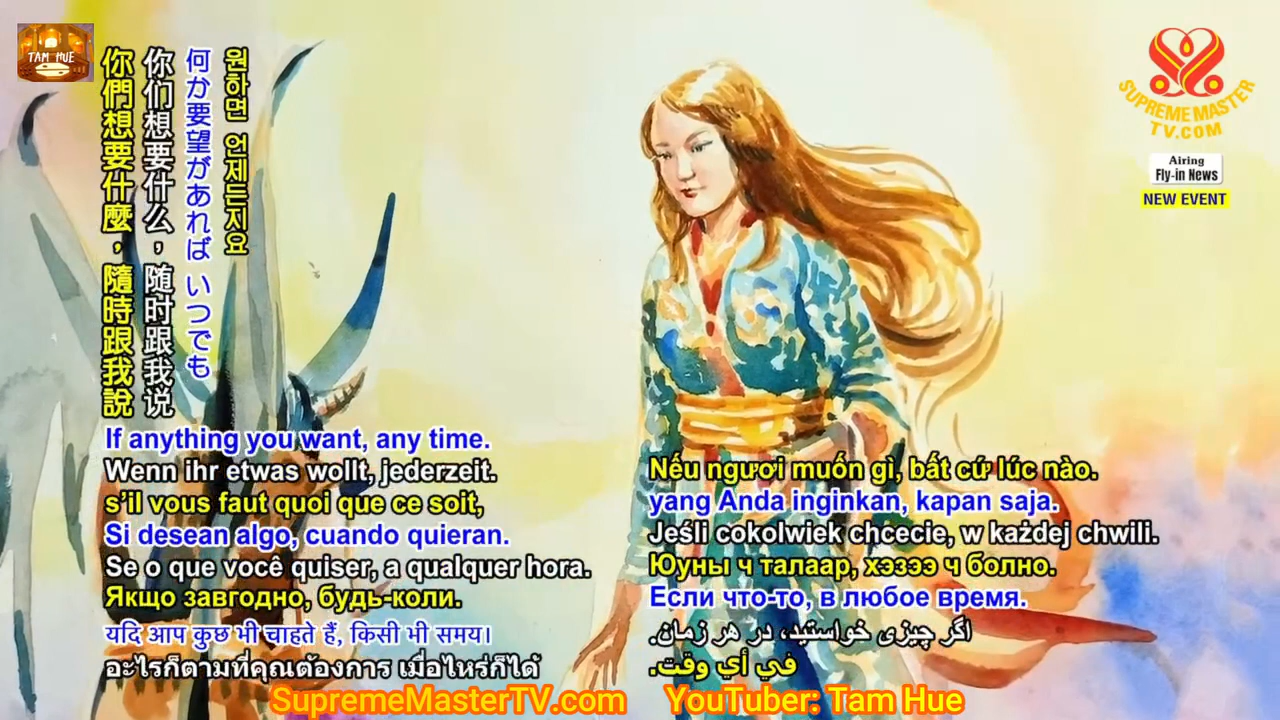 TAM HUE
你們想要什麼，隨時跟我說
你们想要什么，随时跟我说
何か要望があれば いつでも
원하면 언제든지요
SUPREME MASTER
TV.COM
Airing
Fly-in News
NEW EVENT
If anything you want, any time.
Wenn ihr etwas wollt, jederzeit.
s’il vous faut quoi que ce soit,
Si desean algo, cuando quieran.
Se o que você quiser, a qualquer hora.
Якщо завгодно, будь-коли.
यदि आप कुछ भी चाहते हैं, किसी भी समय।
อะไรก็ตามที่คุณต้องการ เมื่อไหร่ก็ได้
Nếu ngươi muốn gì, bất cứ lúc nào.
yang Anda inginkan, kapan saja.
Jeśli cokolwiek chcecie, w każdej chwili.
Юуны ч талаар, хэзээ ч болно.
Если что-то, в любое время.
اگر چیزی خواستید، در هر زمان.
في أي وقت.
SupremeMasterTV.com YouTuber: Tam Hue